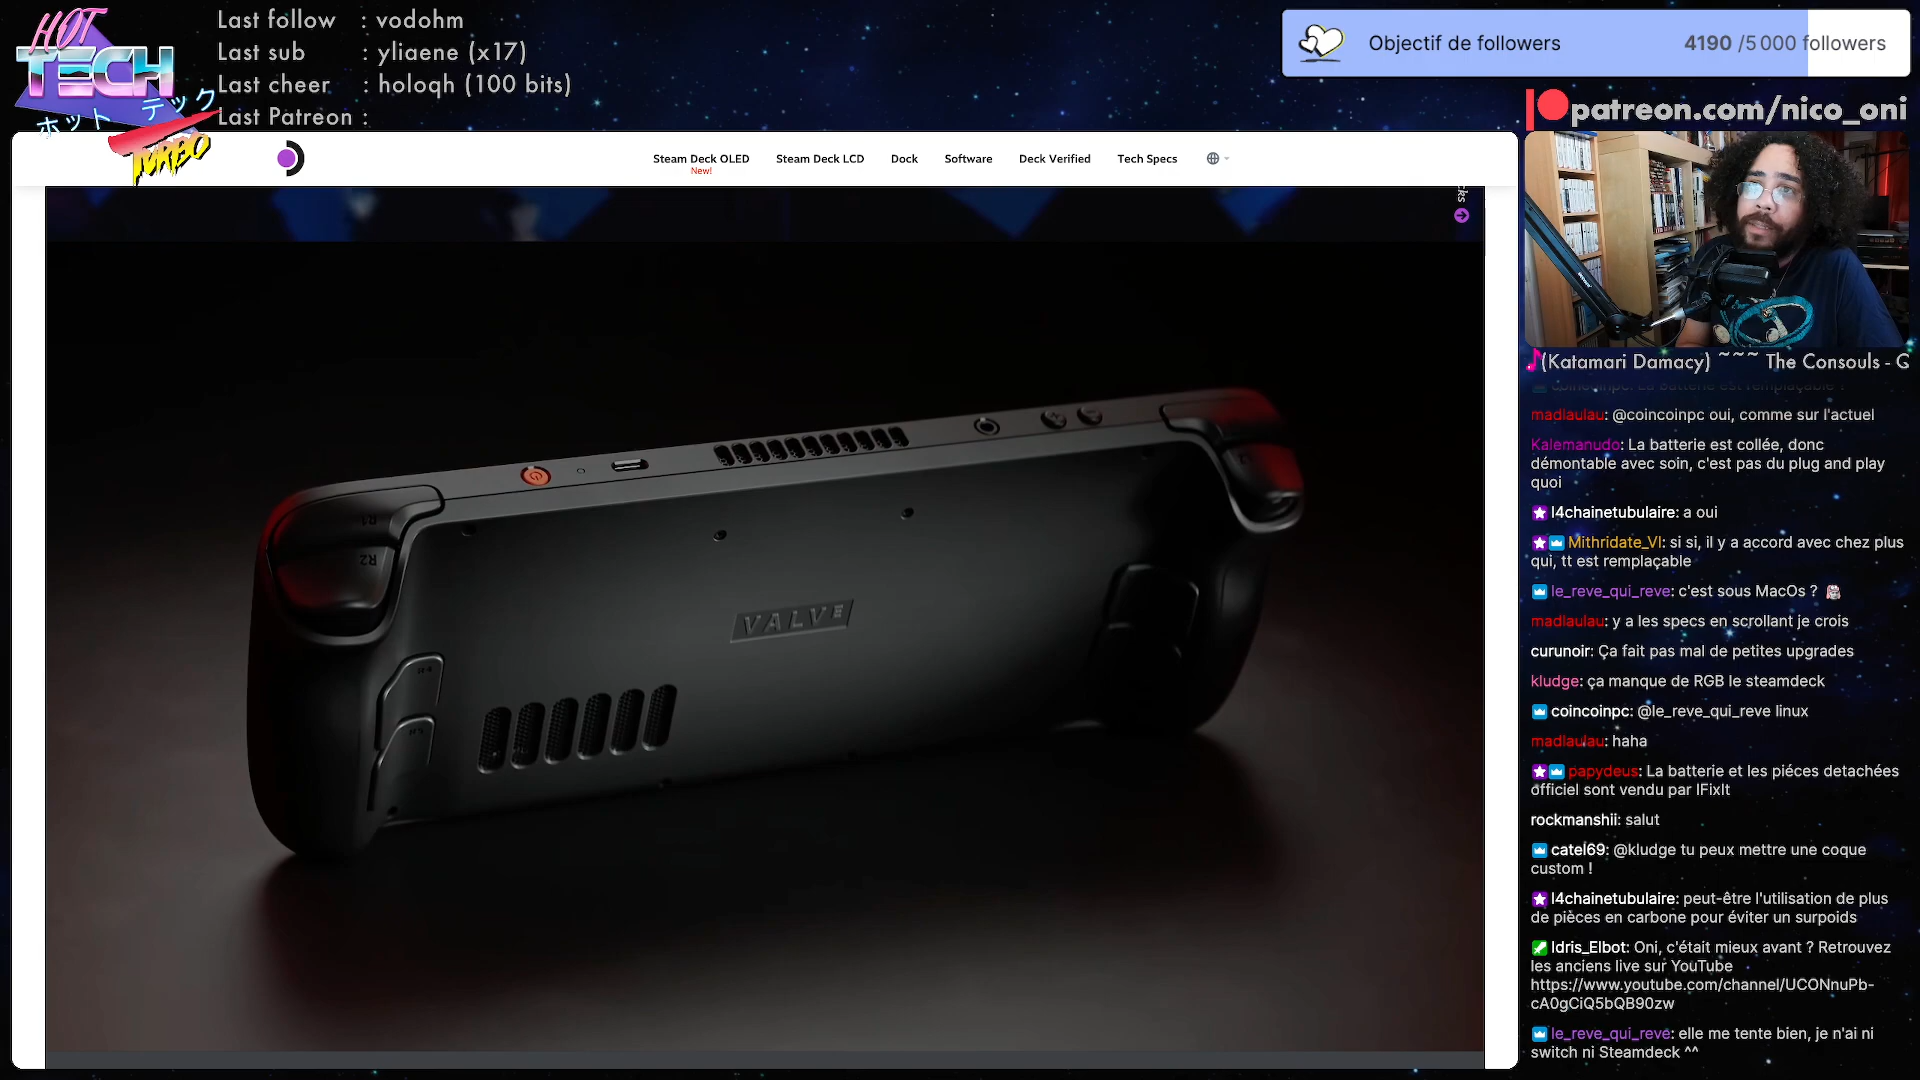 HOT
TECH
ホット テック
TURBO
Last follow : vodohm
Last sub : yliaene (x17)
Last cheer : holoqh (100 bits)
Last Patreon :
Objectif de followers 4190 /5 000 followers
patreon.com/nico_oni
Steam Deck OLED Steam Deck LCD Dock Software Deck Verified Tech Specs
New!
R1
R2
VALVE
(Katamari Damacy) ~~~ The Consouls - G
coincoinpc: La batterie est remplaçable ?
madlaulau: @coincoinpc oui, comme sur l'actuel
Kalemanudo: La batterie est collée, donc
démontable avec soin, c'est pas du plug and play
quoi
l4chainetubulaire: a oui
Mithridate_VI: si si, il y a accord avec chez plus
qui, tt est remplaçable
le_reve_qui_reve: c'est sous MacOs ?
madlaulau: y a les specs en scrollant je crois
curunoir: Ça fait pas mal de petites upgrades
kludge: ça manque de RGB le steamdeck
coincoinpc: @le_reve_qui_reve linux
madlaulau: haha
papydeus: La batterie et les piéces detachées
officiel sont vendu par IFixIt
rockmanshii: salut
catel69: @kludge tu peux mettre une coque
custom !
l4chainetubulaire: peut-être l'utilisation de plus
de pièces en carbone pour éviter un surpoids
Idris_Elbot: Oni, c'était mieux avant ? Retrouvez
les anciens live sur YouTube
https://www.youtube.com/channel/UCONnuPb-
cA0gCiQ5bQB90zw
le_reve_qui_reve: elle me tente bien, je n'ai ni
switch ni Steamdeck ^^